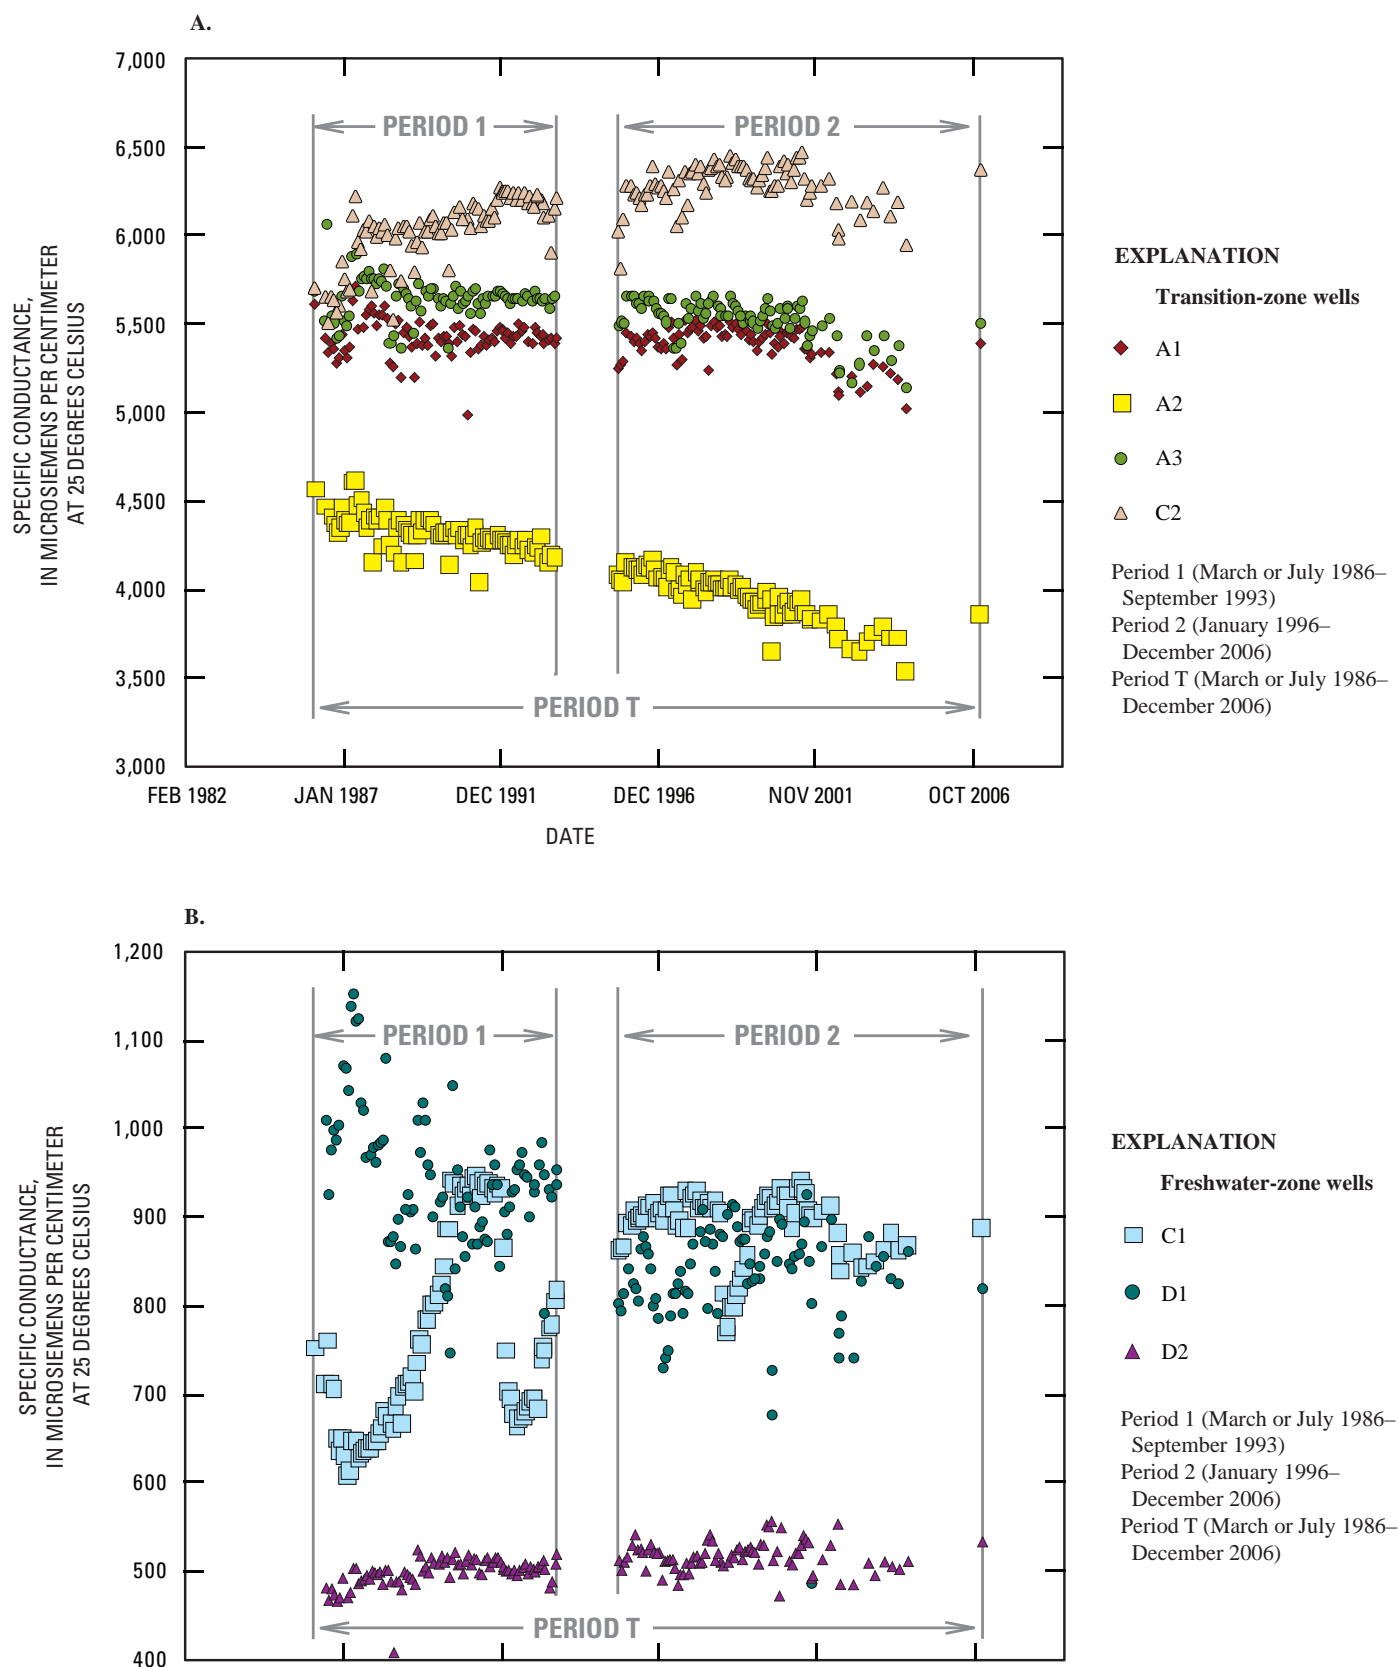 A.
7,000
6,500
6,000
5,500
5,000
4,500
4,000
3,500
3,000
SPECIFIC CONDUCTANCE,
IN MICROSIEMENS PER CENTIMETER
AT 25 DEGREES CELSIUS
PERIOD 1
PERIOD 2
PERIOD T
FEB 1982
JAN 1987
DEC 1991
DEC 1996
NOV 2001
OCT 2006
DATE
EXPLANATION
Transition-zone wells
A1
A2
A3
C2
Period 1 (March or July 1986–
September 1993)
Period 2 (January 1996–
December 2006)
Period T (March or July 1986–
December 2006)
B.
1,200
1,100
1,000
900
800
700
600
500
400
SPECIFIC CONDUCTANCE,
IN MICROSIEMENS PER CENTIMETER
AT 25 DEGREES CELSIUS
PERIOD 1
PERIOD 2
PERIOD T
EXPLANATION
Freshwater-zone wells
C1
D1
D2
Period 1 (March or July 1986–
September 1993)
Period 2 (January 1996–
December 2006)
Period T (March or July 1986–
December 2006)